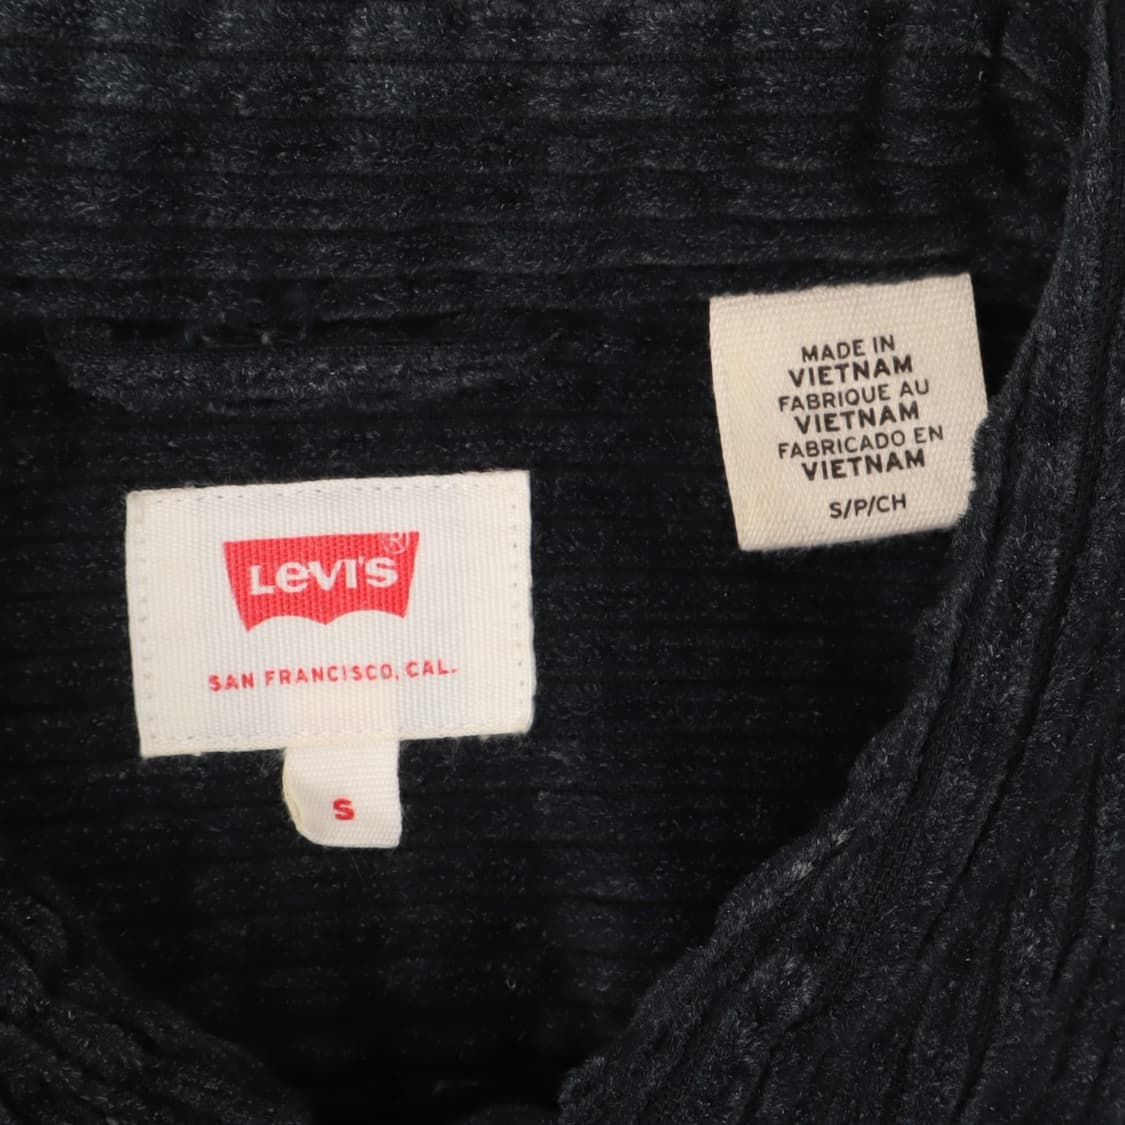 MADE IN
VIETNAM
FABRIQUE AU
VIETNAM
FABRICADO EN
VIETNAM
S/P/CH
LeVI'S®
SAN FRANCISCO, CAL.
S